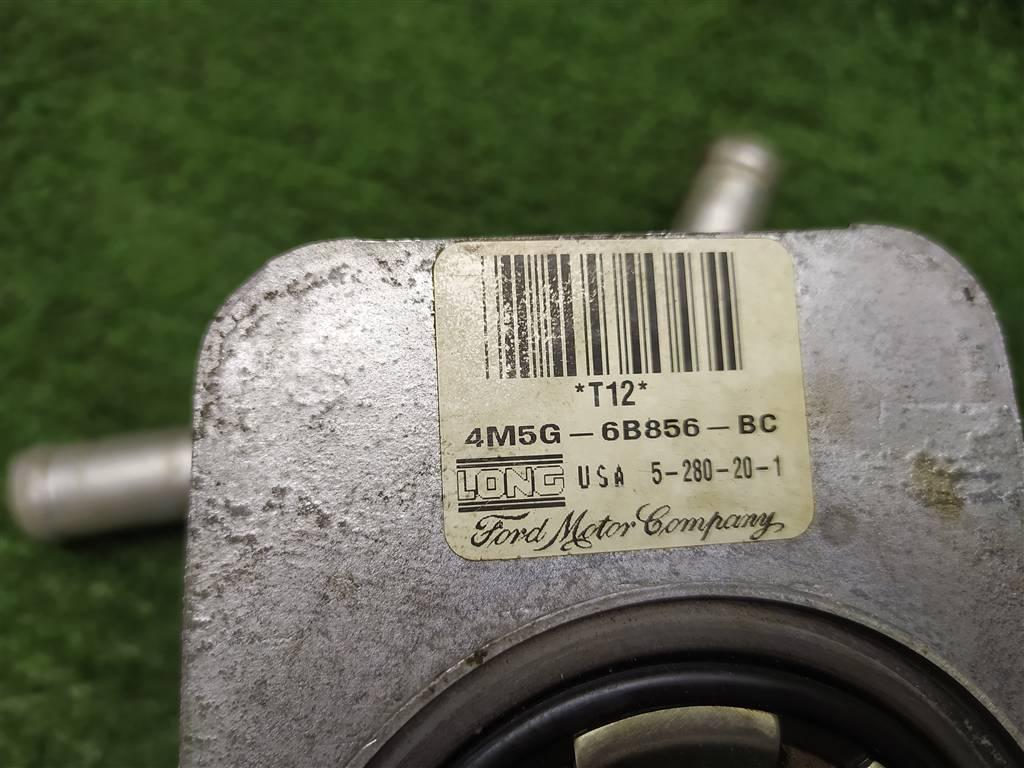 *T12*
4M5G-6B856-BC
LONG USA 5-280-20-1
Ford Motor Company